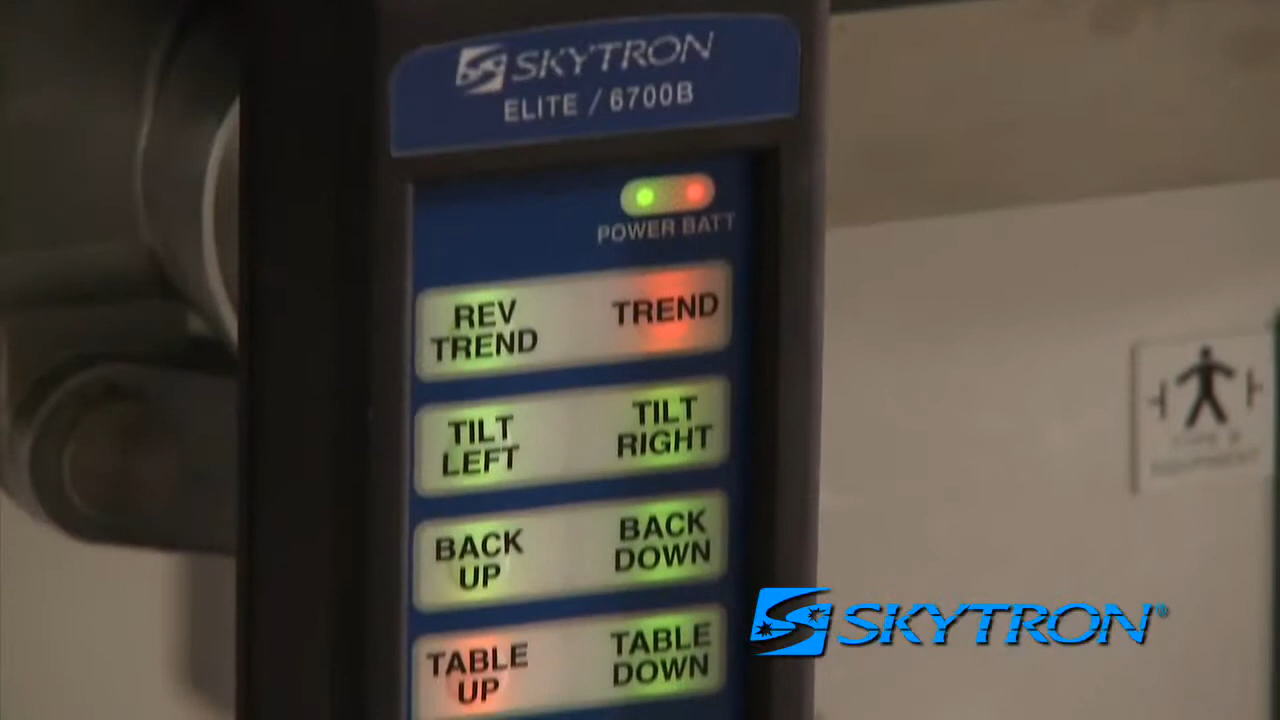 SKYTRON
ELITE / 6700B
POWER BATT
REV TREND
TREND
TILT LEFT
TILT RIGHT
BACK UP
BACK DOWN
TABLE UP
TABLE DOWN
SKYTRON®